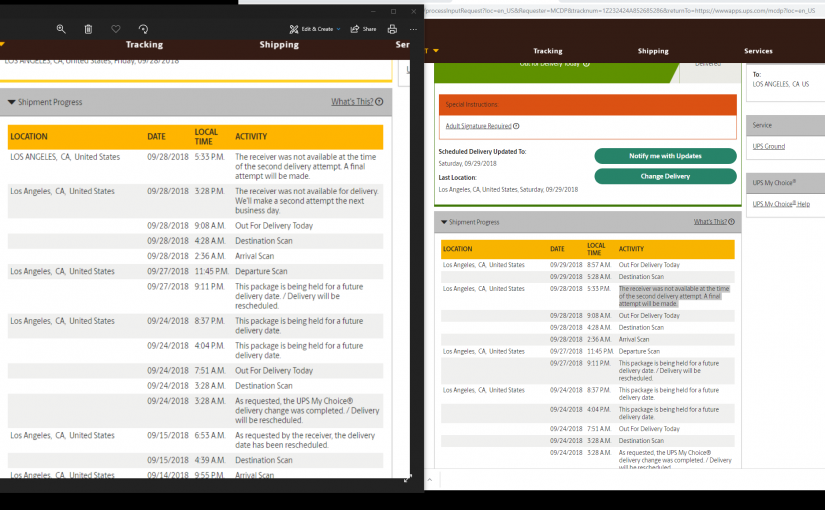 Edit & Create Share
Tracking Shipping Ser
LOS ANGELES, CA, United States, Friday, 09/28/2018
Shipment Progress What's This?
LOCATION DATE LOCAL TIME ACTIVITY
LOS ANGELES, CA, United States 09/28/2018 5:33 P.M. The receiver was not available at the time
of the second delivery attempt. A final
attempt will be made.
Los Angeles, CA, United States 09/28/2018 3:28 P.M. The receiver was not available for delivery.
We'll make a second attempt the next
business day.
09/28/2018 9:08 A.M. Out For Delivery Today
09/28/2018 4:28 A.M. Destination Scan
09/28/2018 2:36 A.M. Arrival Scan
Los Angeles, CA, United States 09/27/2018 11:45 P.M. Departure Scan
09/27/2018 9:11 P.M. This package is being held for a future
delivery date. / Delivery will be
rescheduled.
Los Angeles, CA, United States 09/24/2018 8:37 P.M. This package is being held for a future
delivery date.
09/24/2018 4:04 P.M. This package is being held for a future
delivery date.
09/24/2018 7:51 A.M. Out For Delivery Today
09/24/2018 3:28 A.M. Destination Scan
09/24/2018 3:28 A.M. As requested, the UPS My Choice®
delivery change was completed. / Delivery
will be rescheduled.
Los Angeles, CA, United States 09/15/2018 6:53 A.M. As requested by the receiver, the delivery
date has been rescheduled.
09/15/2018 4:39 A.M. Destination Scan
Los Angeles, CA, United States 09/14/2018 9:55 P.M. Arrival Scan
processInputRequest?loc=en_US&Requester=MCDP&tracknum=1Z232424A852685286&returnTo=https://wwwapps.ups.com/mcdp?loc=en_US
T Tracking Shipping Services
Out For Delivery Today Delivered
Special Instructions:
Adult Signature Required
Scheduled Delivery Updated To:
Saturday, 09/29/2018
Last Location:
Los Angeles, CA, United States, Saturday, 09/29/2018
Notify me with Updates
Change Delivery
Shipment Progress What's This?
LOCATION DATE LOCAL TIME ACTIVITY
Los Angeles, CA, United States 09/29/2018 8:57 A.M. Out For Delivery Today
09/29/2018 5:28 A.M. Destination Scan
Los Angeles, CA, United States 09/28/2018 5:33 P.M. The receiver was not available at the time
of the second delivery attempt. A final
attempt will be made.
09/28/2018 9:08 A.M. Out For Delivery Today
09/28/2018 4:28 A.M. Destination Scan
09/28/2018 2:36 A.M. Arrival Scan
Los Angeles, CA, United States 09/27/2018 11:45 P.M. Departure Scan
09/27/2018 9:11 P.M. This package is being held for a future
delivery date. / Delivery will be
rescheduled.
Los Angeles, CA, United States 09/24/2018 8:37 P.M. This package is being held for a future
delivery date.
09/24/2018 4:04 P.M. This package is being held for a future
delivery date.
09/24/2018 7:51 A.M. Out For Delivery Today
09/24/2018 3:28 A.M. Destination Scan
09/24/2018 3:28 A.M. As requested, the UPS My Choice®
delivery change was completed. / Delivery
will be rescheduled
To:
LOS ANGELES, CA US
Service
UPS Ground
UPS My Choice®
UPS My Choice® Help